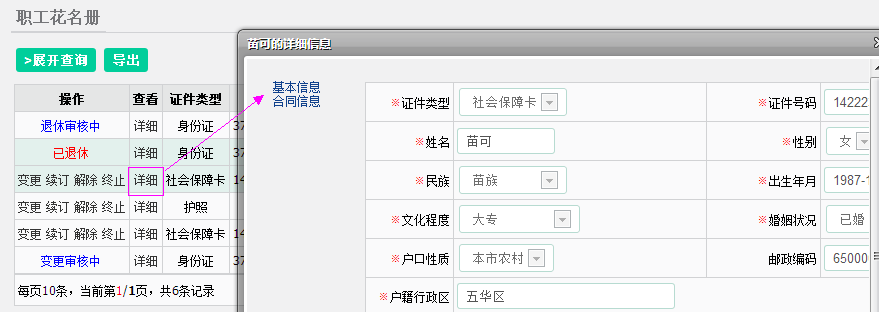 职工花名册
>展开查询 导出
操作 查看 证件类型
退休审核中 详细 身份证 37
已退休 详细 身份证 37
变更 续订 解除 终止 详细 社会保障卡 14
变更 续订 解除 终止 详细 护照
变更 续订 解除 终止 详细 社会保障卡 14
变更审核中 详细 身份证 37
每页10条，当前第1/1页，共6条记录
苗可的详细信息
基本信息
合同信息
※证件类型 社会保障卡 ※证件号码 14222
※姓名 苗可 ※性别 女
※民族 苗族 ※出生年月 1987-1
※文化程度 大专 ※婚姻状况 已婚
※户口性质 本市农村 邮政编码 65000
※户籍行政区 五华区